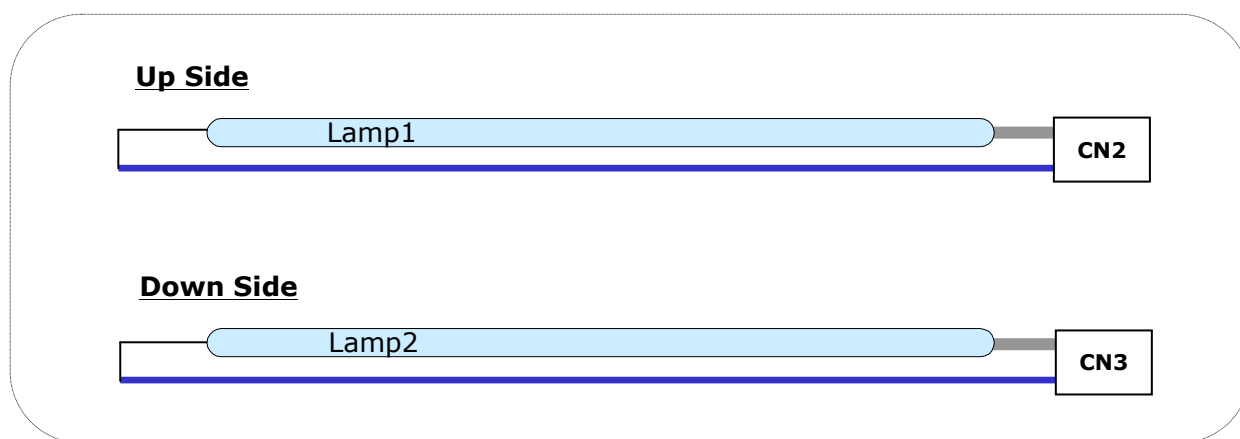 Up Side
Lamp1
CN2
Down Side
Lamp2
CN3